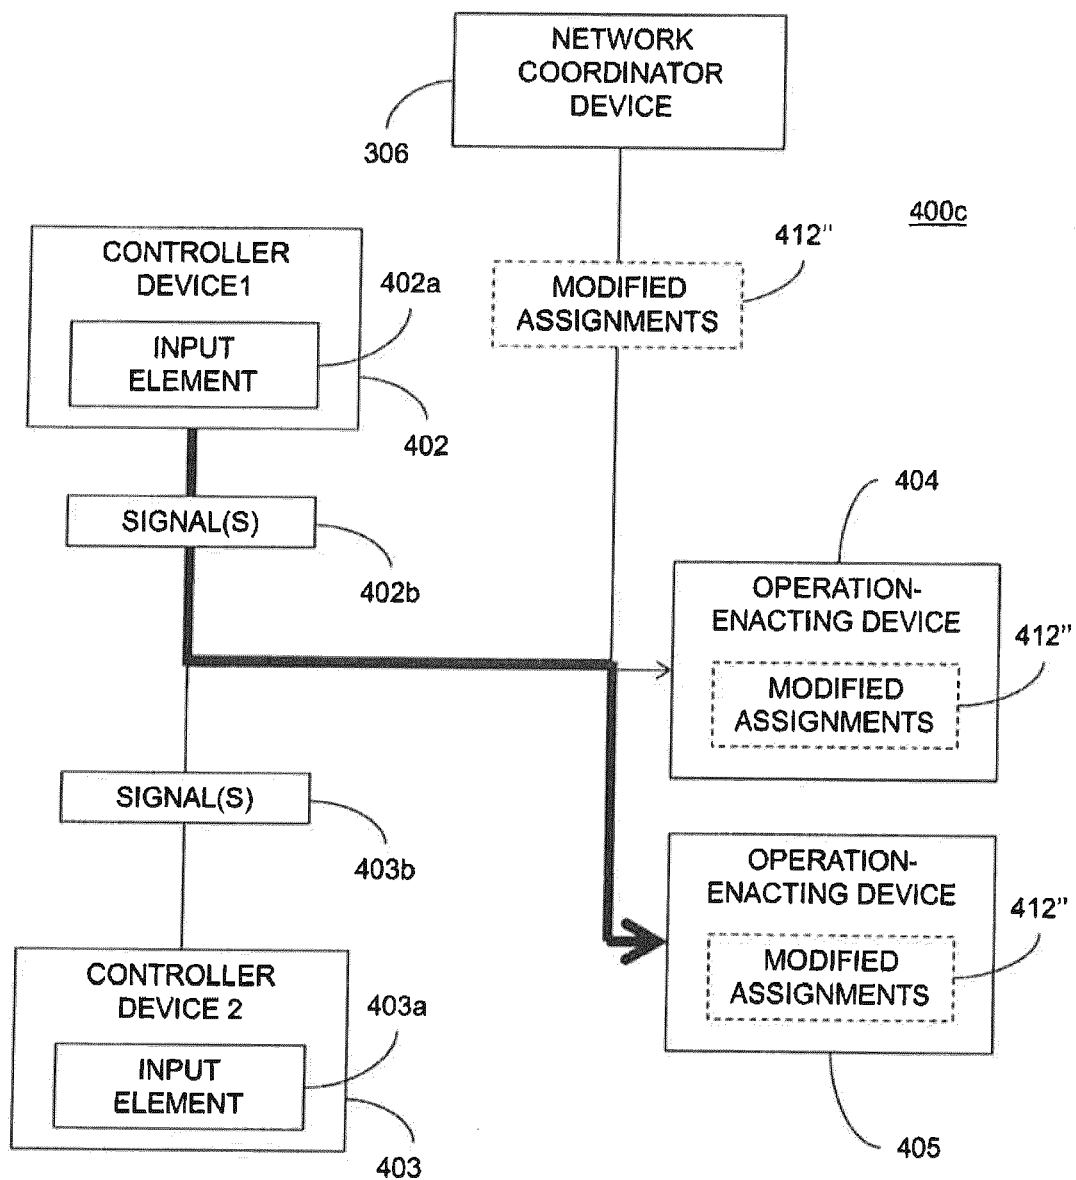 NETWORK
COORDINATOR
DEVICE
306
400c
412"
MODIFIED
ASSIGNMENTS
CONTROLLER
DEVICE1
402a
INPUT
ELEMENT
402
SIGNAL(S)
402b
404
OPERATION-
ENACTING DEVICE
412"
MODIFIED
ASSIGNMENTS
SIGNAL(S)
403b
OPERATION-
ENACTING DEVICE
412"
MODIFIED
ASSIGNMENTS
405
CONTROLLER
DEVICE 2
403a
INPUT
ELEMENT
403